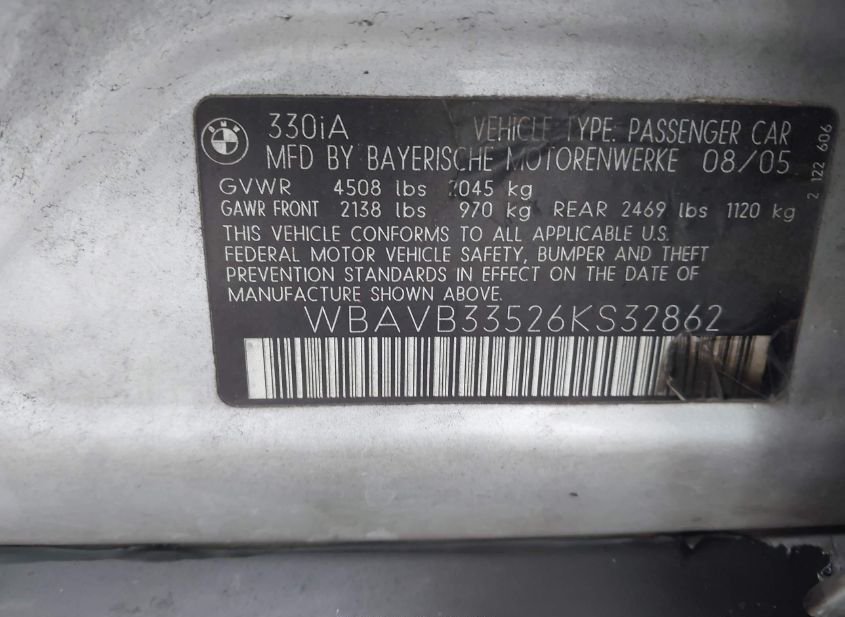 BMW
330iA VEHICLE TYPE: PASSENGER CAR
MFD BY BAYERISCHE MOTORENWERKE 08/05
GVWR 4508 lbs 2045 kg
GAWR FRONT 2138 lbs 970 kg REAR 2469 lbs 1120 kg
THIS VEHICLE CONFORMS TO ALL APPLICABLE U.S.
FEDERAL MOTOR VEHICLE SAFETY, BUMPER AND THEFT
PREVENTION STANDARDS IN EFFECT ON THE DATE OF
MANUFACTURE SHOWN ABOVE.
WBAVB33526KS32862
2 122 606